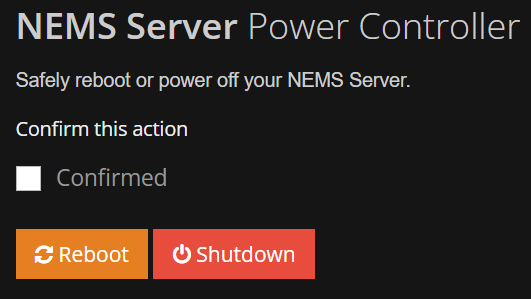 NEMS Server Power Controller
Safely reboot or power off your NEMS Server.
Confirm this action
Confirmed
Reboot Shutdown